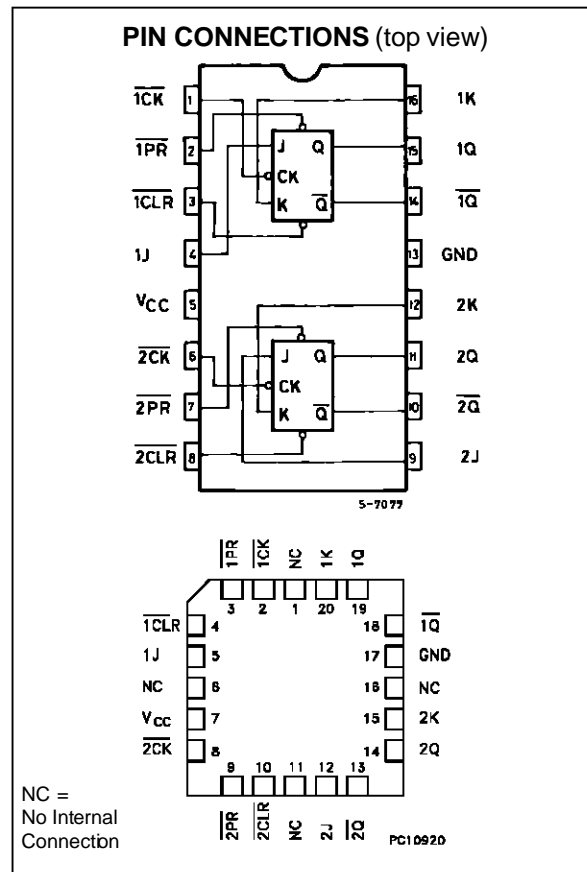 PIN CONNECTIONS (top view)
1CK 1 16 1K
1PR 2 J Q 15 1Q
CK
1CLR 3 K Q 14 1Q
1J 4 13 GND
VCC 5 12 2K
2CK 6 J Q 11 2Q
CK
2PR 7 K Q 10 2Q
2CLR 8 9 2J
5-7077
1PR 1CK NC 1K 1Q
3 2 1 20 19
1CLR 4 18 1Q
1J 5 17 GND
NC 6 16 NC
VCC 7 15 2K
2CK 8 14 2Q
9 10 11 12 13
2PR 2CLR NC 2J 2Q
NC =
No Internal
Connection
PC10920